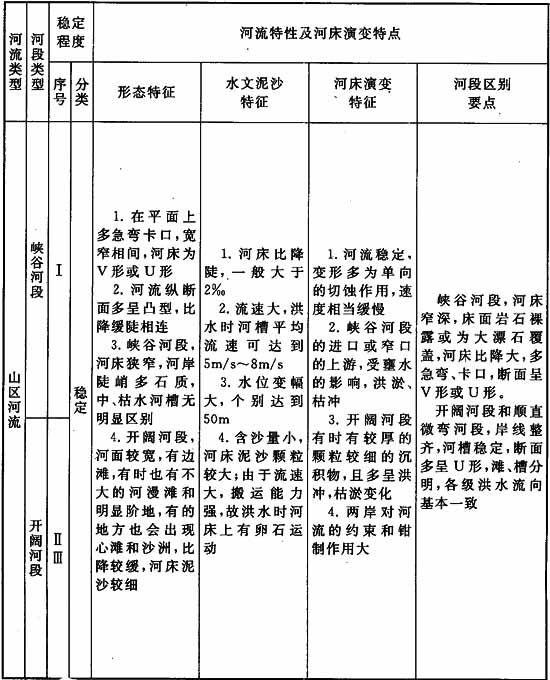 河流类型
河段类型
稳定
程度
河流特性及河床演变特点
序号
分类
形态特征
水文泥沙
特征
河床演变
特征
河段区别
要点
山区河流
峡谷河段
Ⅰ
开阔河段
Ⅱ
Ⅲ
稳定
1. 在平面上
多急弯卡口,宽
窄相间,河床为
V形或U形
2. 河流纵断
面多呈凸型,比
降缓陡相连
3. 峡谷河段,
河床狭窄,河岸
陡峭多石质,
中、枯水河槽无
明显区别
4. 开阔河段,
河面较宽,有边
滩,有时也有不
大的河漫滩和
明显阶地,有的
地方也会出现
心滩和沙洲,比
降较缓,河床泥
沙较细
1. 河床比降
陡,一般大于
2‰
2. 流速大,洪
水时河槽平均
流速可达到
5m/s～8m/s
3. 水位变幅
大,个别达到
50m
4. 含沙量小,
河床泥沙颗粒
较大;由于流速
大,搬运能力
强,故洪水时河
床上有卵石运
动
1. 河流稳定,
变形多为单向
的切蚀作用,速
度相当缓慢
2. 峡谷河段
的进口或窄口
的上游,受壅水
的影响,洪淤、
枯冲
3. 开阔河段
有时有较厚的
颗粒较细的沉
积物,且多呈洪
冲,枯淤变化
4. 两岸对河
流的约束和钳
制作用大
峡谷河段,河床
窄深,床面岩石裸
露或为大漂石覆
盖,河床比降大,多
急弯、卡口,断面呈
V形或U形。
开阔河段和顺直
微弯河段,岸线整
齐,河槽稳定,断面
多呈U形,滩、槽分
明,各级洪水流向
基本一致